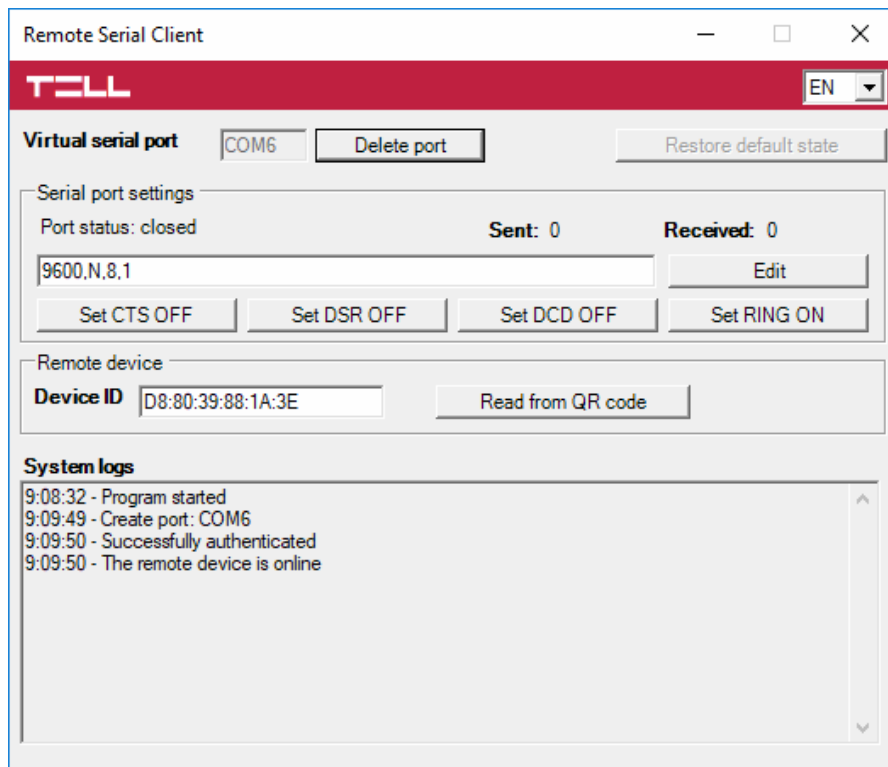 Remote Serial Client
TELL
EN
Virtual serial port COM6 Delete port Restore default state
Serial port settings
Port status: closed Sent: 0 Received: 0
9600,N,8,1 Edit
Set CTS OFF Set DSR OFF Set DCD OFF Set RING ON
Remote device
Device ID D8:80:39:88:1A:3E Read from QR code
System logs
9:08:32 - Program started
9:09:49 - Create port: COM6
9:09:50 - Successfully authenticated
9:09:50 - The remote device is online